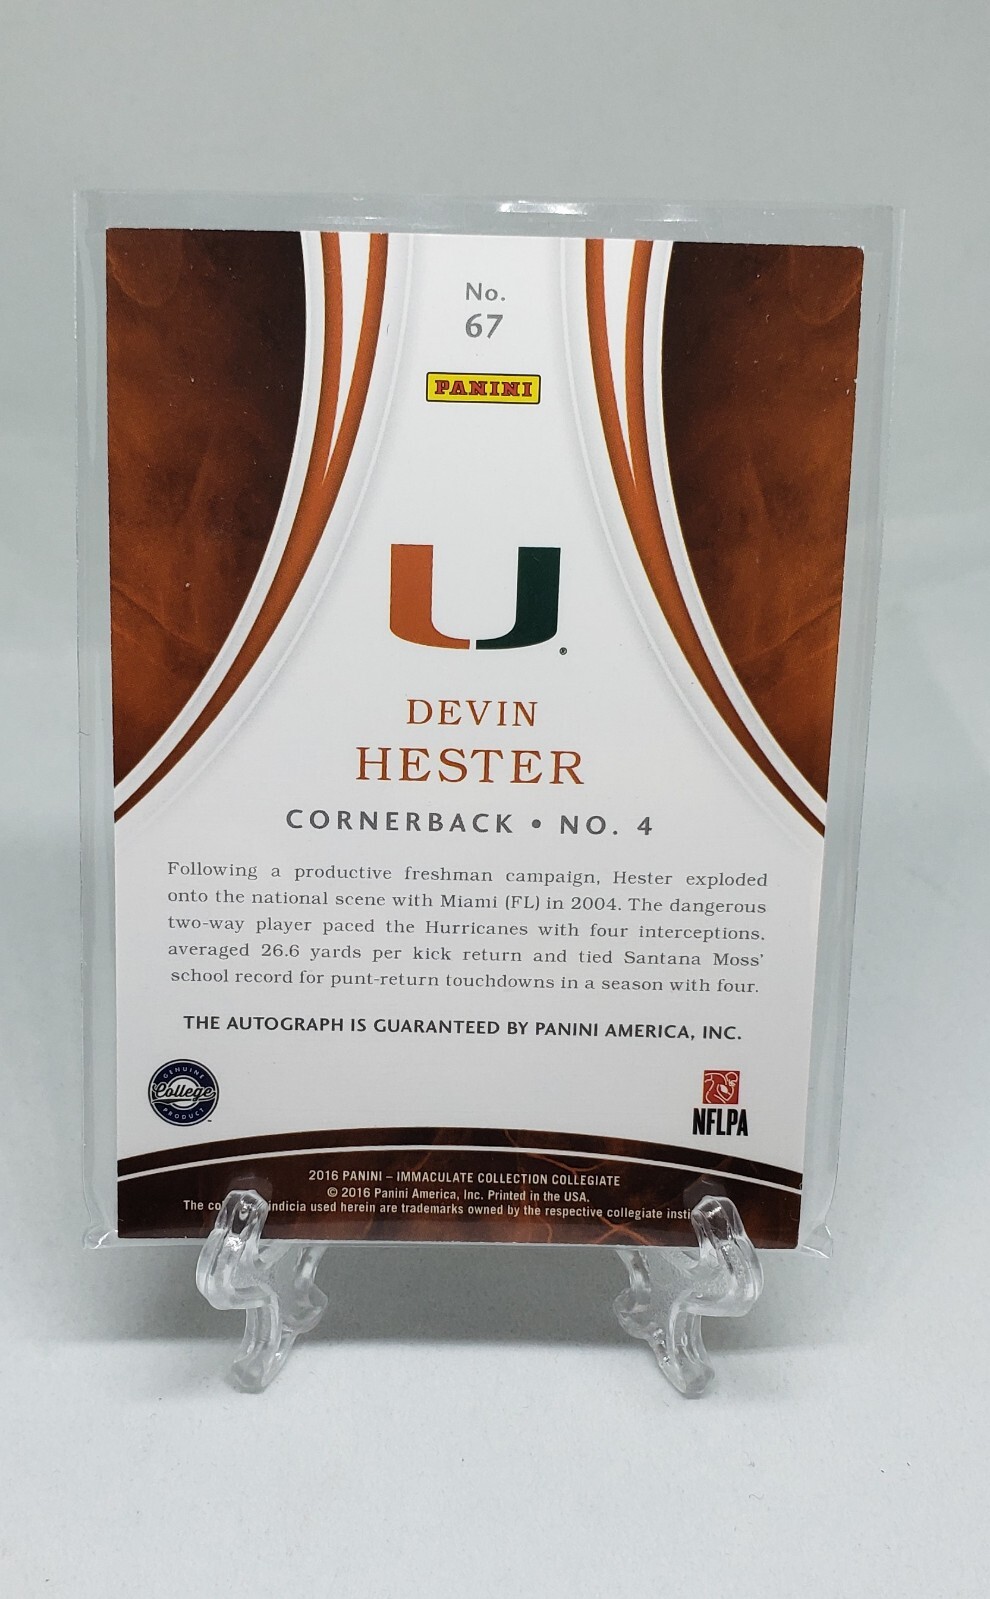 No.
67
PANINI
U
®
DEVIN
HESTER
CORNERBACK • NO. 4
Following a productive freshman campaign, Hester exploded
onto the national scene with Miami (FL) in 2004. The dangerous
two-way player paced the Hurricanes with four interceptions,
averaged 26.6 yards per kick return and tied Santana Moss'
school record for punt-return touchdowns in a season with four.
THE AUTOGRAPH IS GUARANTEED BY PANINI AMERICA, INC.
GENUINE
College
PRODUCT
NFLPA
2016 PANINI – IMMACULATE COLLECTION COLLEGIATE
© 2016 Panini America, Inc. Printed in the USA.
The indicia used herein are trademarks owned by the respective collegiate